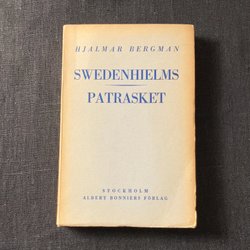 HJALMAR BERGMAN
SWEDENHIELMS
PATRASKET
STOCKHOLM
ALBERT BONNIERS FÖRLAG